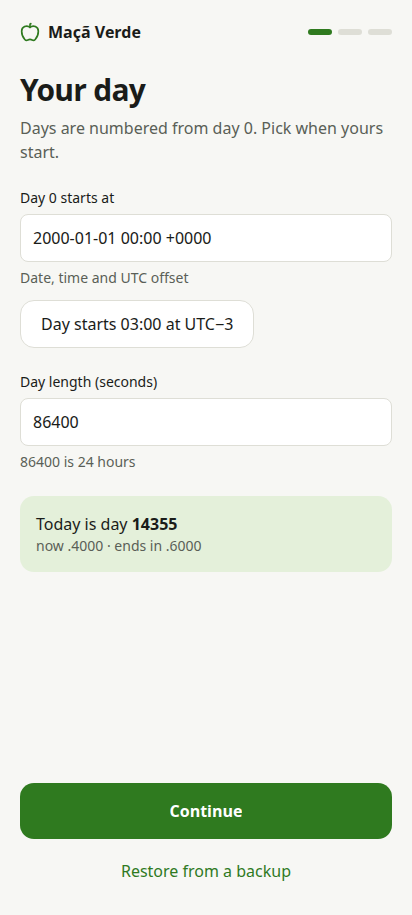 Maçã Verde
Your day
Days are numbered from day 0. Pick when yours
start.
Day 0 starts at
2000-01-01 00:00 +0000
Date, time and UTC offset
Day starts 03:00 at UTC−3
Day length (seconds)
86400
86400 is 24 hours
Today is day 14355
now .4000 · ends in .6000
Continue
Restore from a backup